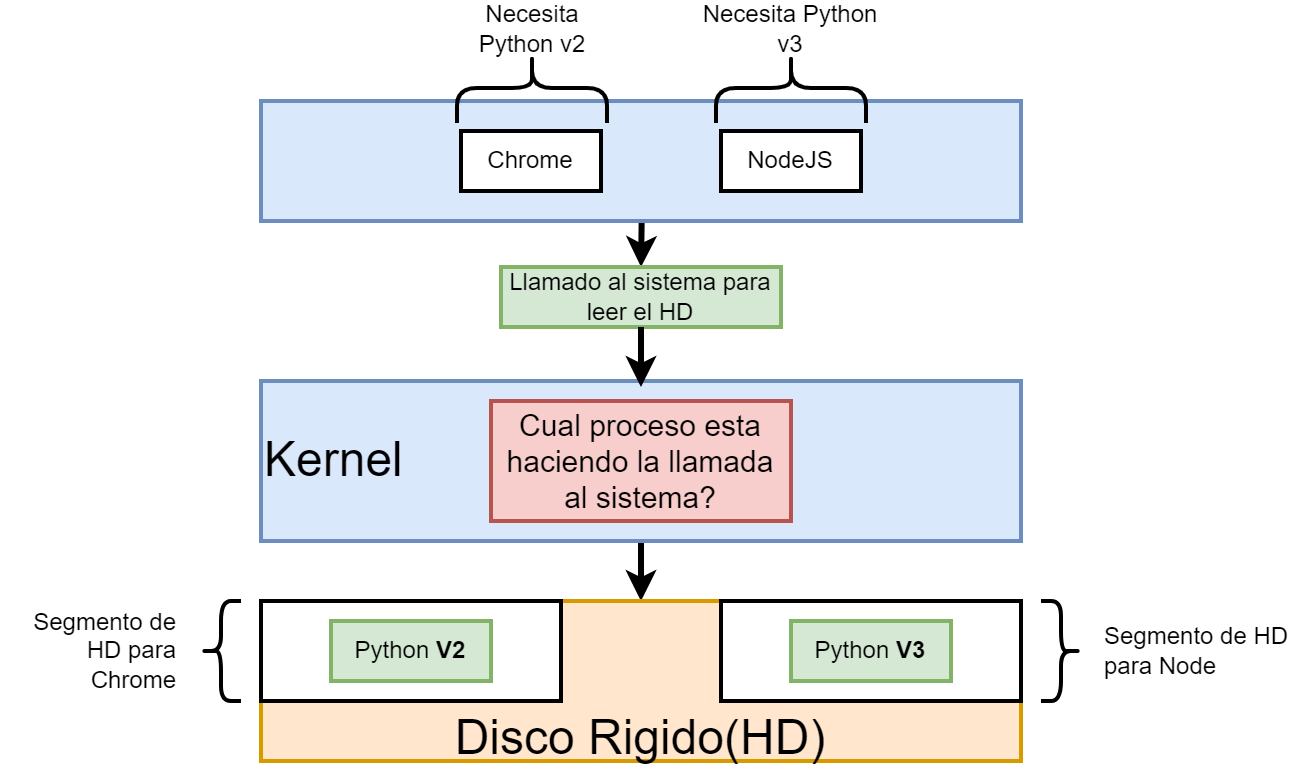 Necesita
Python v2
Necesita Python
v3
Chrome
NodeJS
Llamado al sistema para
leer el HD
Kernel
Cual proceso esta
haciendo la llamada
al sistema?
Segmento de
HD para
Chrome
Python V2
Python V3
Segmento de HD
para Node
Disco Rigido(HD)